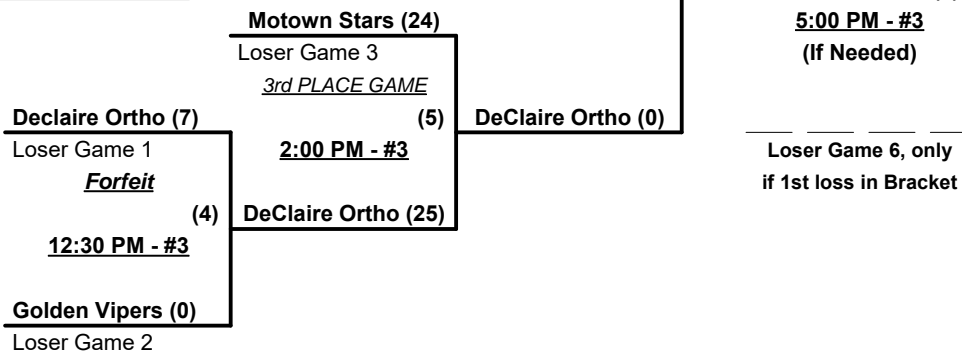 Motown Stars (24)
5:00 PM - #3
Loser Game 3
(If Needed)
3rd PLACE GAME
Declaire Ortho (7)
(5)
DeClaire Ortho (0)
Loser Game 1
2:00 PM - #3
Loser Game 6, only
Forfeit
if 1st loss in Bracket
(4)
DeClaire Ortho (25)
12:30 PM - #3
Golden Vipers (0)
Loser Game 2